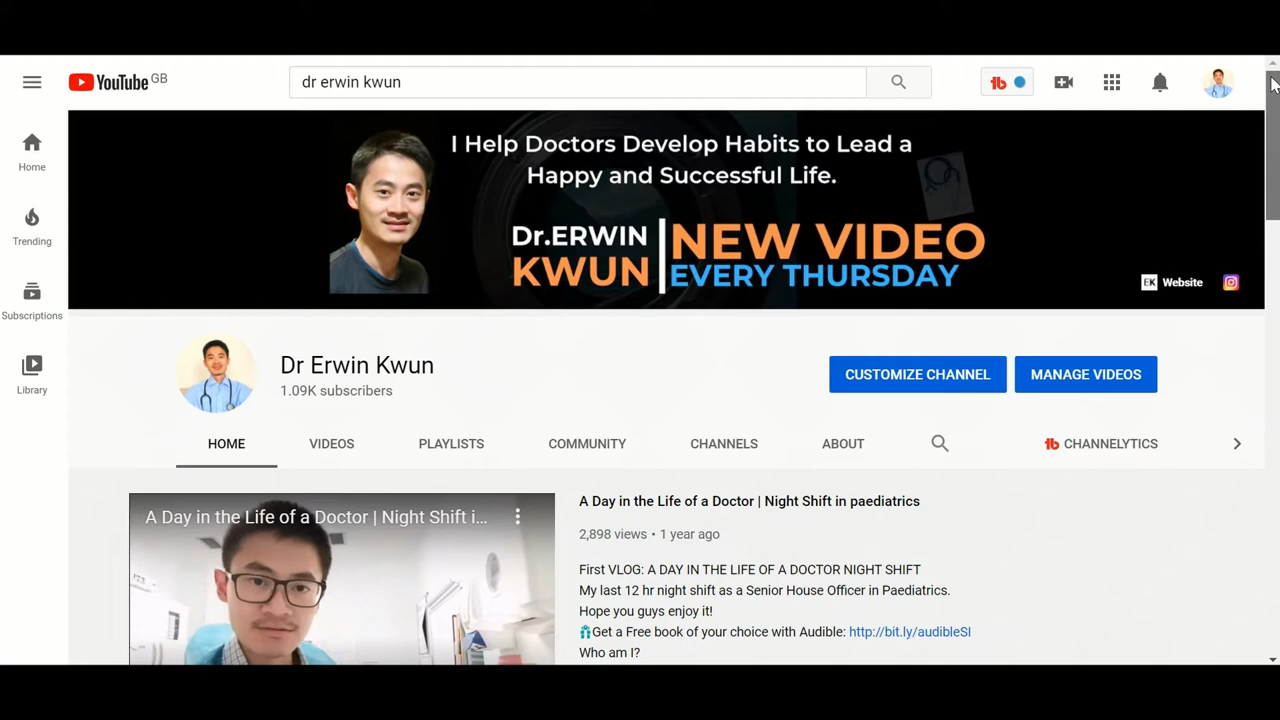 YouTube GB
dr erwin kwun
Home
Trending
Subscriptions
Library
I Help Doctors Develop Habits to Lead a
Happy and Successful Life.
Dr.ERWIN
KWUN
NEW VIDEO
EVERY THURSDAY
EK Website
Dr Erwin Kwun
1.09K subscribers
CUSTOMIZE CHANNEL
MANAGE VIDEOS
HOME VIDEOS PLAYLISTS COMMUNITY CHANNELS ABOUT tb CHANNELYTICS
A Day in the Life of a Doctor | Night Shift i...
A Day in the Life of a Doctor | Night Shift in paediatrics
2,898 views • 1 year ago
First VLOG: A DAY IN THE LIFE OF A DOCTOR NIGHT SHIFT
My last 12 hr night shift as a Senior House Officer in Paediatrics.
Hope you guys enjoy it!
Get a Free book of your choice with Audible: http://bit.ly/audibleSI
Who am I?